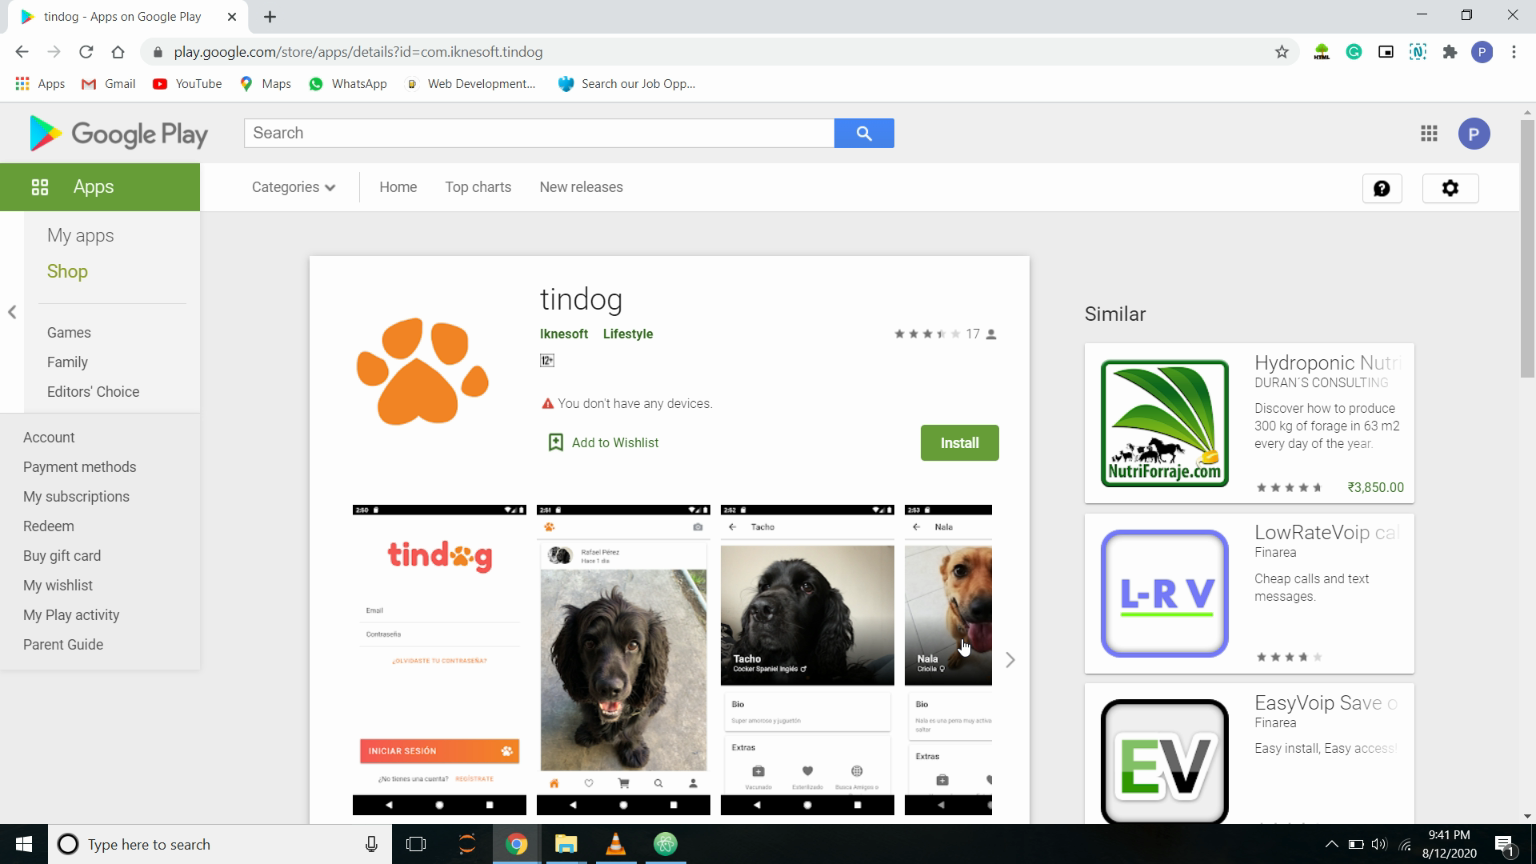 tindog - Apps on Google Play
play.google.com/store/apps/details?id=com.iknesoft.tindog
Apps Gmail YouTube Maps WhatsApp Web Development... Search our Job Opp...
Google Play Search P
Apps Categories Home Top charts New releases
My apps
Shop
Games
Family
Editors' Choice
Account
Payment methods
My subscriptions
Redeem
Buy gift card
My wishlist
My Play activity
Parent Guide
tindog
Iknesoft Lifestyle 17
12+
You don't have any devices.
Add to Wishlist Install
2:50
tindog
Email
Contraseña
¿OLVIDASTE TU CONTRASEÑA?
INICIAR SESIÓN
¿No tienes una cuenta? REGÍSTRATE
2:51
Rafael Pérez
Hace 1 día
2:52
Tacho
Tacho
Cocker Spaniel Inglés
Bio
Super amoroso y juguetón
Extras
Vacunado Esterilizado Busca Amigos o
2:53
Nala
Nala
Criolla
Bio
Nala es una perra muy activa
saltar
Extras
Similar
Hydroponic Nutri
DURAN´S CONSULTING
Discover how to produce
300 kg of forage in 63 m2
every day of the year.
₹3,850.00
NutriForraje.com
LowRateVoip cal
Finarea
Cheap calls and text
messages.
L-R V
EasyVoip Save o
Finarea
Easy install, Easy access!
EV
Type here to search
9:41 PM
8/12/2020
1